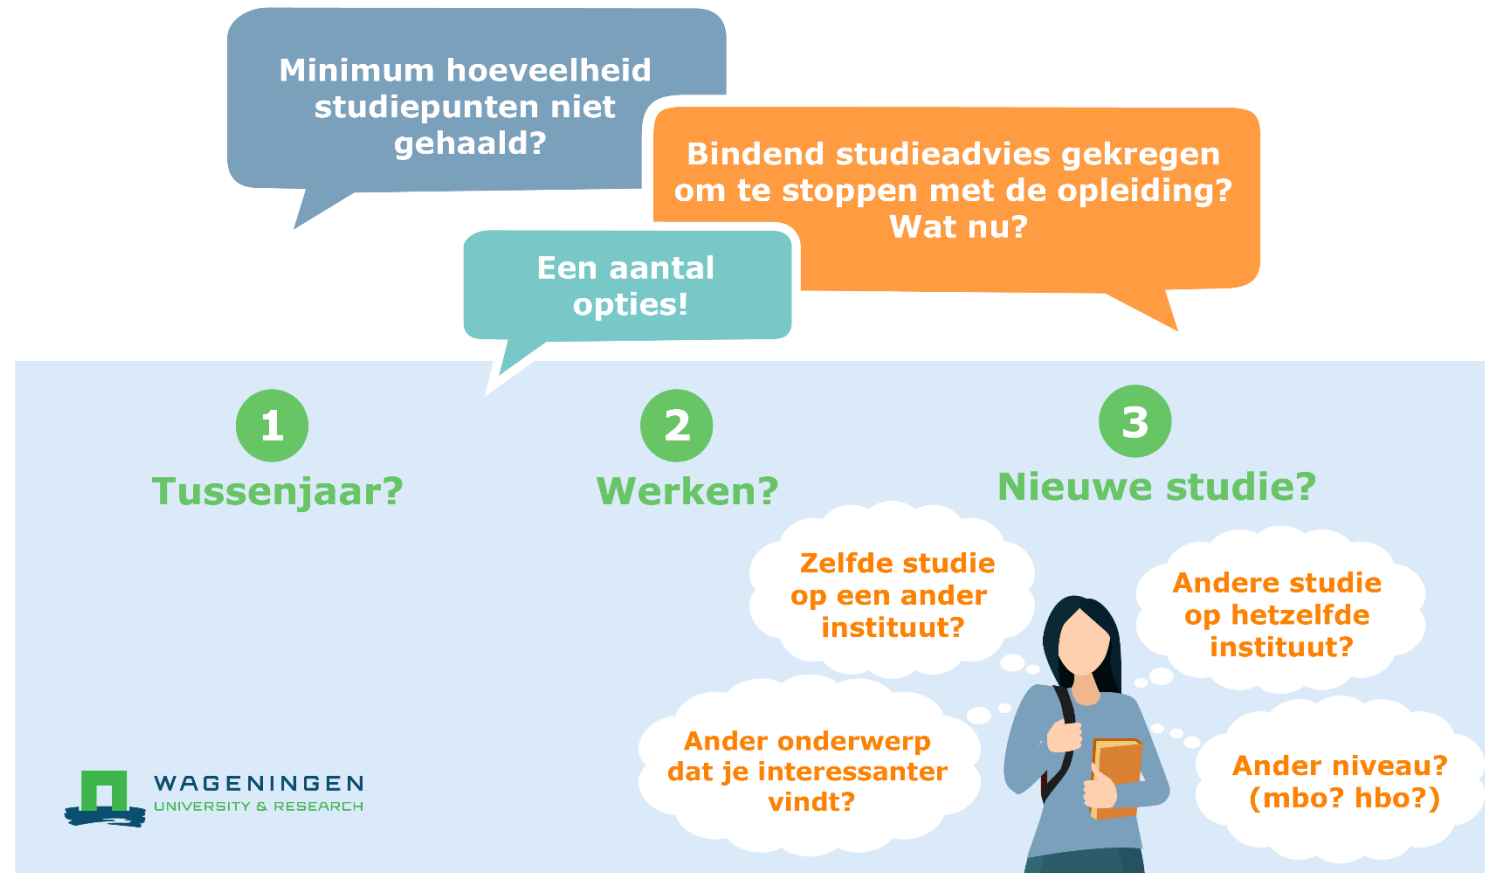 Minimum hoeveelheid
studiepunten niet
gehaald?
Bindend studieadvies gekregen
om te stoppen met de opleiding?
Wat nu?
Een aantal
opties!
1
Tussenjaar?
2
Werken?
3
Nieuwe studie?
Zelfde studie
op een ander
instituut?
Andere studie
op hetzelfde
instituut?
Ander onderwerp
dat je interessanter
vindt?
Ander niveau?
(mbo? hbo?)
WAGENINGEN
UNIVERSITY & RESEARCH